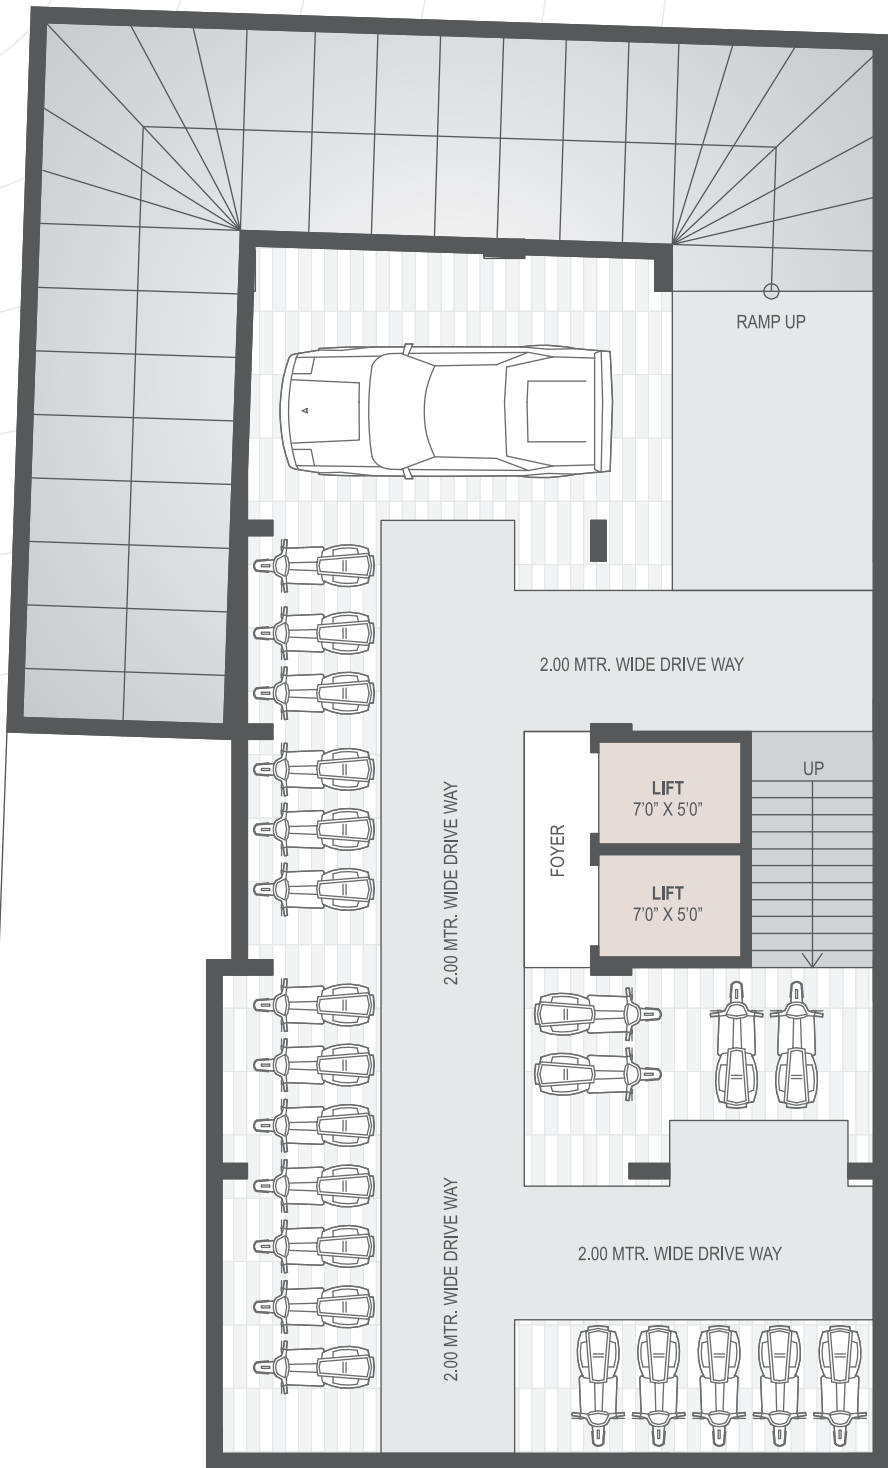 RAMP UP
2.00 MTR. WIDE DRIVE WAY
UP
LIFT
7'0" X 5'0"
FOYER
2.00 MTR. WIDE DRIVE WAY
LIFT
7'0" X 5'0"
2.00 MTR. WIDE DRIVE WAY
2.00 MTR. WIDE DRIVE WAY